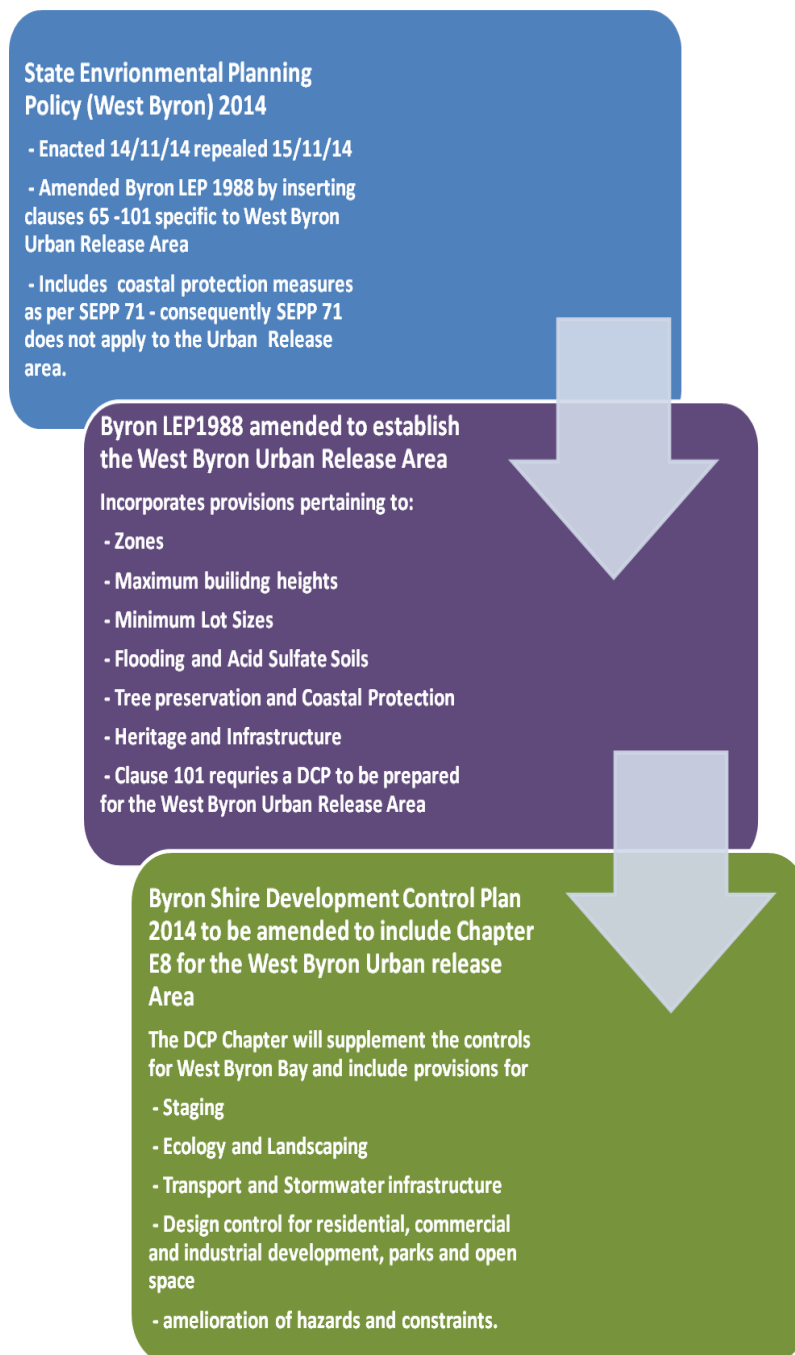 State Envrionmental Planning
Policy (West Byron) 2014
- Enacted 14/11/14 repealed 15/11/14
- Amended Byron LEP 1988 by inserting
clauses 65 -101 specific to West Byron
Urban Release Area
- Includes coastal protection measures
as per SEPP 71 - consequently SEPP 71
does not apply to the Urban Release
area.
Byron LEP1988 amended to establish
the West Byron Urban Release Area
Incorporates provisions pertaining to:
- Zones
- Maximum builidng heights
- Minimum Lot Sizes
- Flooding and Acid Sulfate Soils
- Tree preservation and Coastal Protection
- Heritage and Infrastructure
- Clause 101 requries a DCP to be prepared
for the West Byron Urban Release Area
Byron Shire Development Control Plan
2014 to be amended to include Chapter
E8 for the West Byron Urban release
Area
The DCP Chapter will supplement the controls
for West Byron Bay and include provisions for
- Staging
- Ecology and Landscaping
- Transport and Stormwater infrastructure
- Design control for residential, commercial
and industrial development, parks and open
space
- amelioration of hazards and constraints.